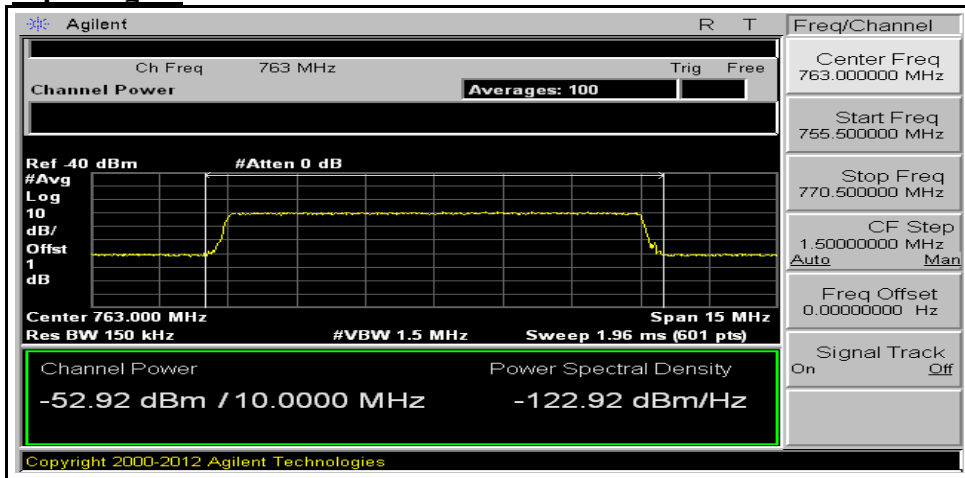 Agilent R T
Ch Freq 763 MHz Trig Free
Channel Power Averages: 100
Ref -40 dBm #Atten 0 dB
#Avg
Log
10
dB/
Offst
1
dB
Center 763.000 MHz Span 15 MHz
Res BW 150 kHz #VBW 1.5 MHz Sweep 1.96 ms (601 pts)
Channel Power Power Spectral Density
-52.92 dBm / 10.0000 MHz -122.92 dBm/Hz
Copyright 2000-2012 Agilent Technologies
Freq/Channel
Center Freq
763.000000 MHz
Start Freq
755.500000 MHz
Stop Freq
770.500000 MHz
CF Step
1.50000000 MHz
Auto Man
Freq Offset
0.00000000 Hz
Signal Track
On Off